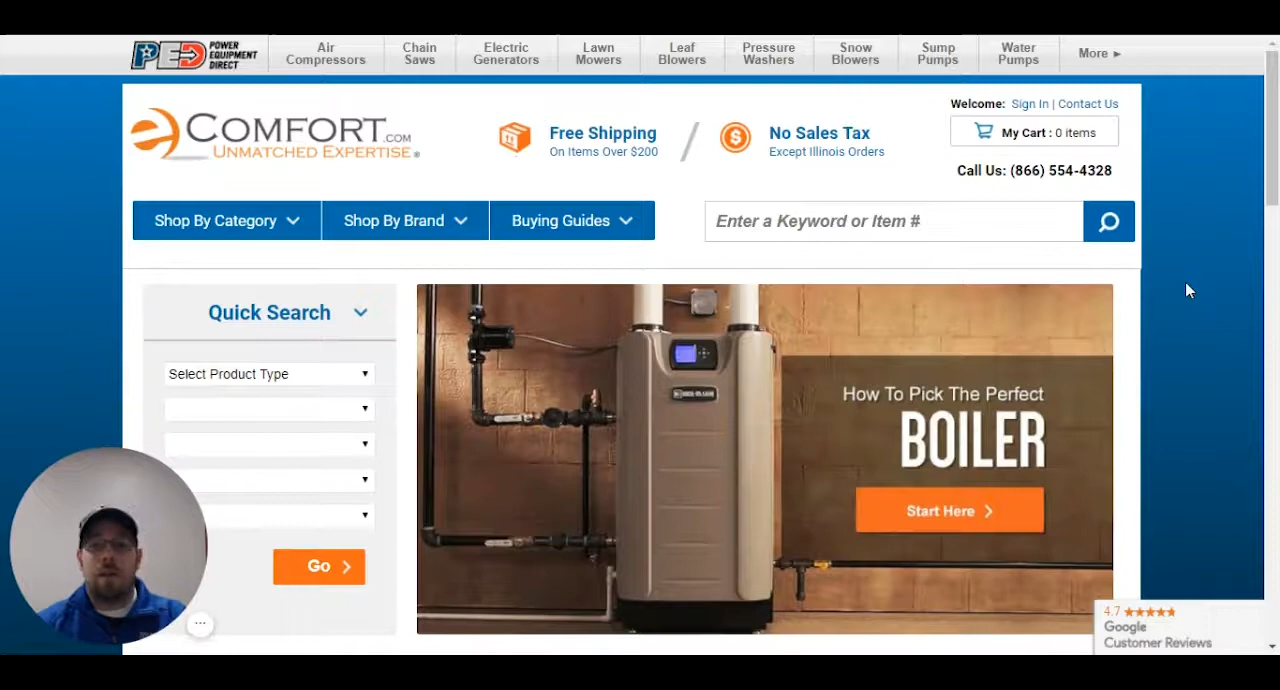 PED POWER EQUIPMENT DIRECT
Air Compressors
Chain Saws
Electric Generators
Lawn Mowers
Leaf Blowers
Pressure Washers
Snow Blowers
Sump Pumps
Water Pumps
More ►
eCOMFORT.COM
UNMATCHED EXPERTISE®
Free Shipping
On Items Over $200
No Sales Tax
Except Illinois Orders
Welcome: Sign In | Contact Us
My Cart : 0 items
Call Us: (866) 554-4328
Shop By Category
Shop By Brand
Buying Guides
Enter a Keyword or Item #
Quick Search
Select Product Type
Go
How To Pick The Perfect
BOILER
Start Here
4.7
Google
Customer Reviews